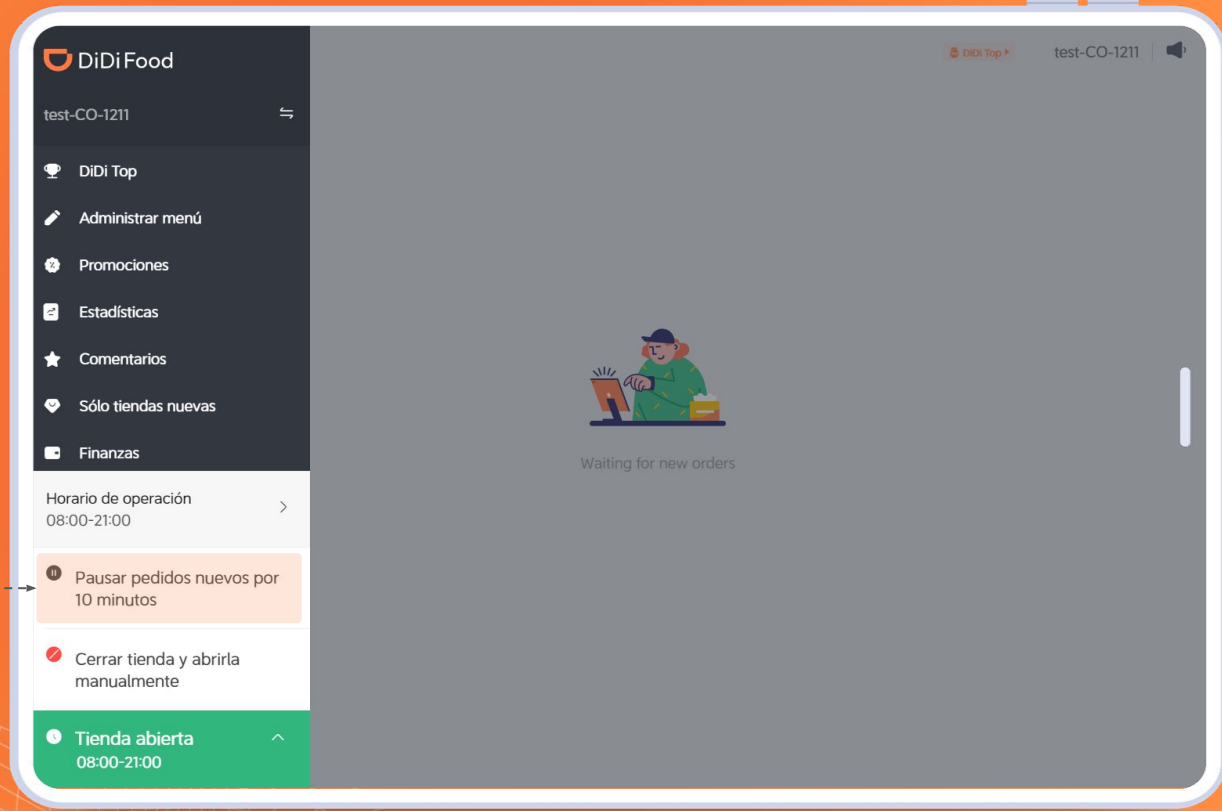 DiDi Food
DiDi Top
test-CO-1211
test-CO-1211
DiDi Top
Administrar menú
Promociones
Estadísticas
Comentarios
Sólo tiendas nuevas
Finanzas
Waiting for new orders
Horario de operación
08:00-21:00
Pausar pedidos nuevos por
10 minutos
Cerrar tienda y abrirla
manualmente
Tienda abierta
08:00-21:00